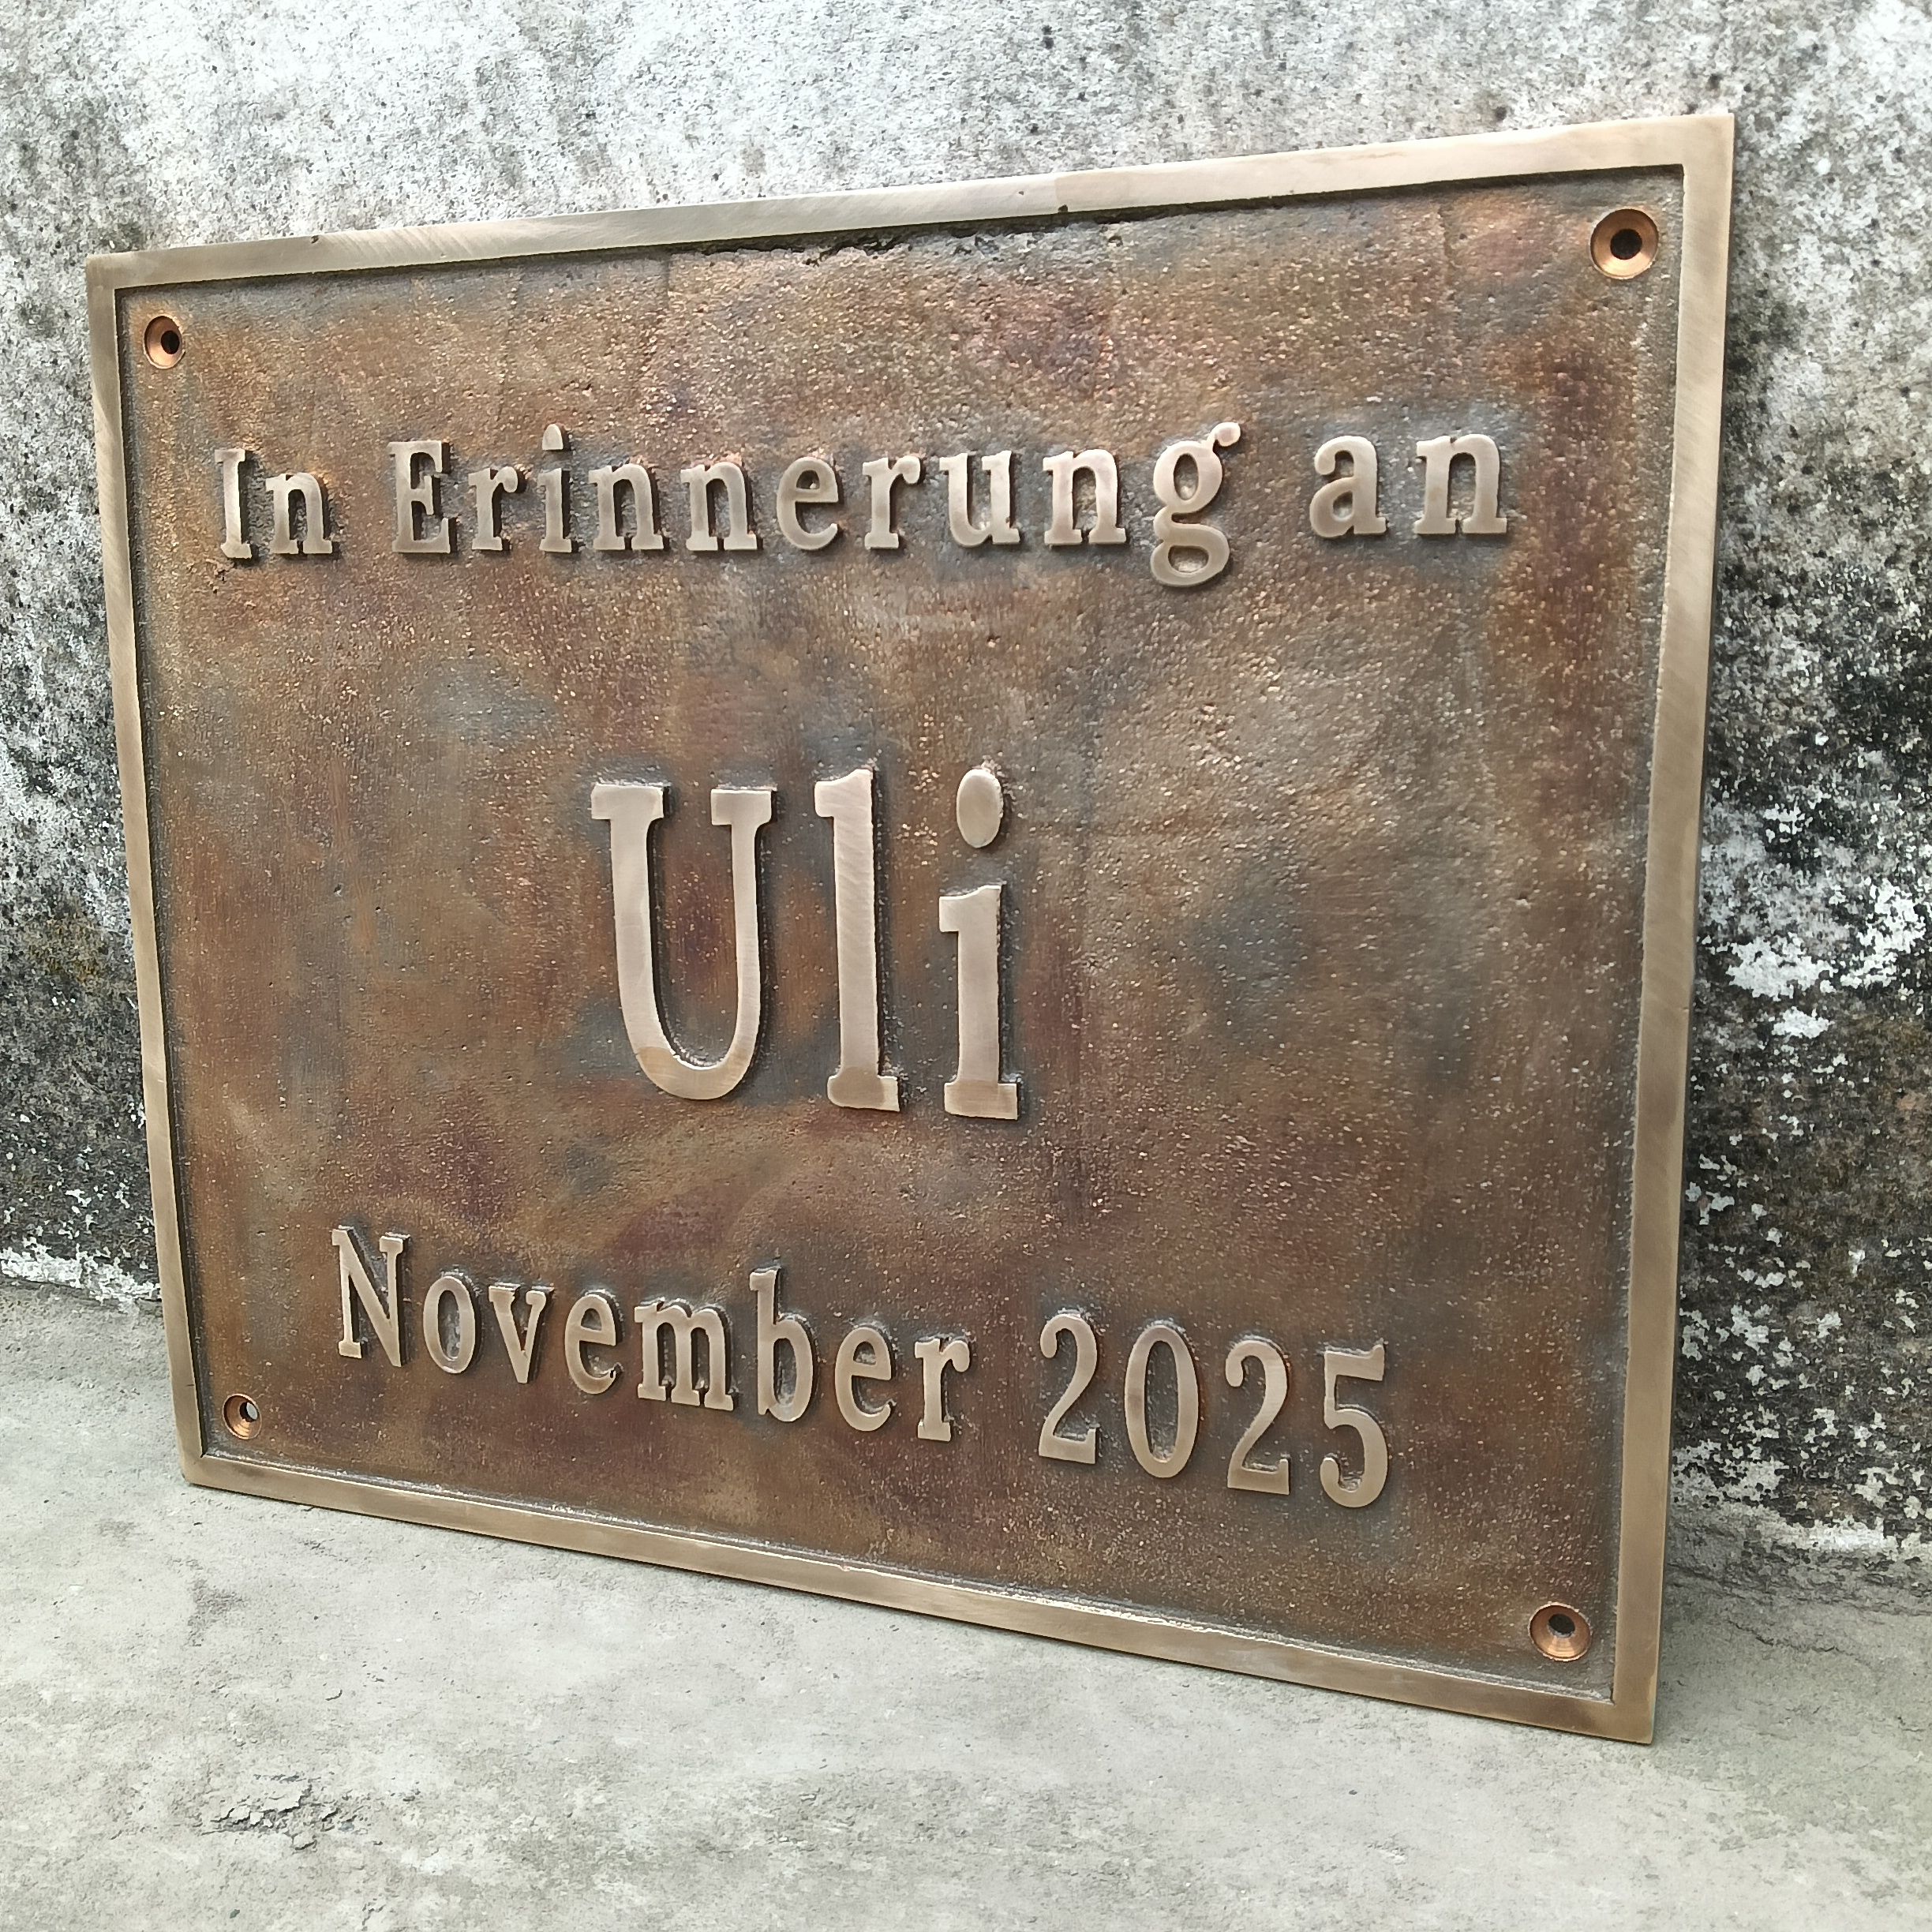 In Erinnerung an
Uli
November 2025